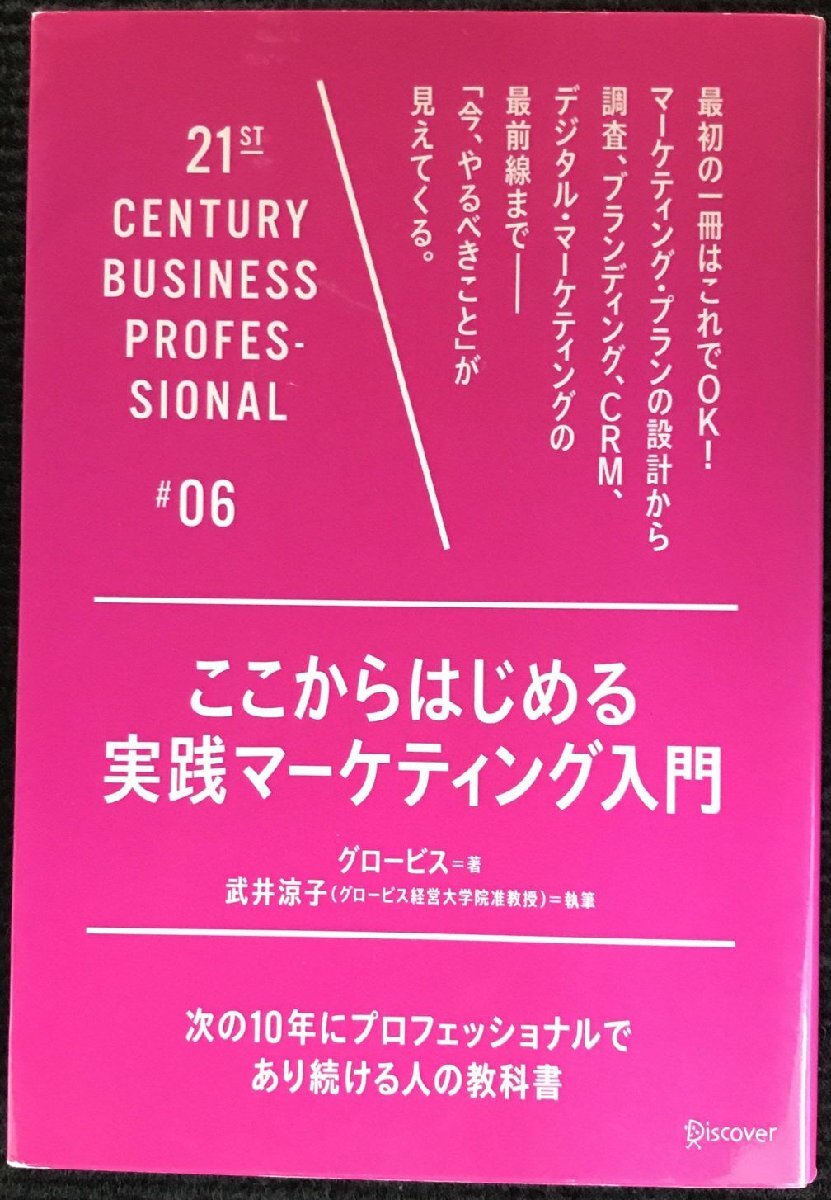 21ST
CENTURY
BUSINESS
PROFES-
SIONAL
#06
最初の一冊はこれでOK！
マーケティング・プランの設計から
調査、ブランディング、CRM、
デジタル・マーケティングの
最前線まで――
「今、やるべきこと」が
見えてくる。
ここからはじめる
実践マーケティング入門
グロービス＝著
武井涼子（グロービス経営大学院准教授）＝執筆
次の10年にプロフェッショナルで
あり続ける人の教科書
Discover